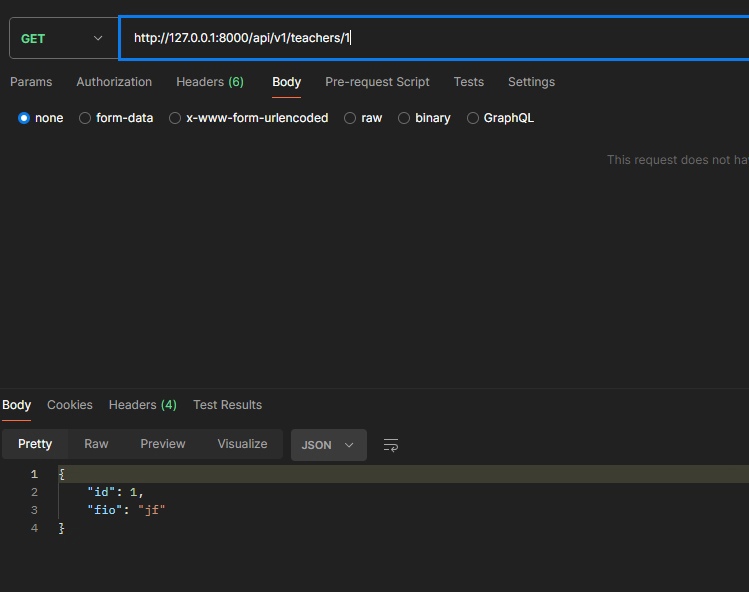 GET http://127.0.0.1:8000/api/v1/teachers/1
Params Authorization Headers (6) Body Pre-request Script Tests Settings
none form-data x-www-form-urlencoded raw binary GraphQL
This request does not
Body Cookies Headers (4) Test Results
Pretty Raw Preview Visualize JSON
1 {
2 "id": 1,
3 "fio": "jf"
4 }